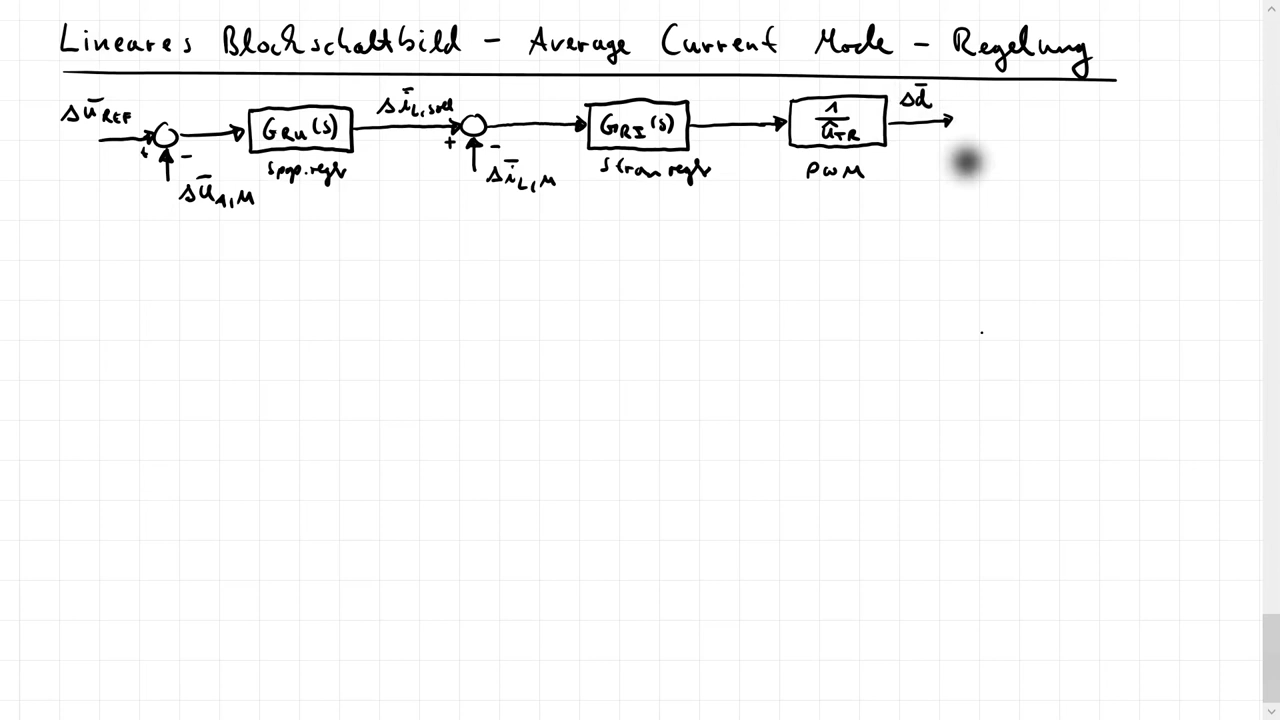 Lineares Blockschaltbild - Average Current Mode - Regelung
Δū_REF
+
-
Δū_A,M
G_RU(s)
Spgs.regler
Δī_L,soll
+
-
Δī_L,M
G_RI(s)
Stromregler
1
û_TR
PWM
Δd̄